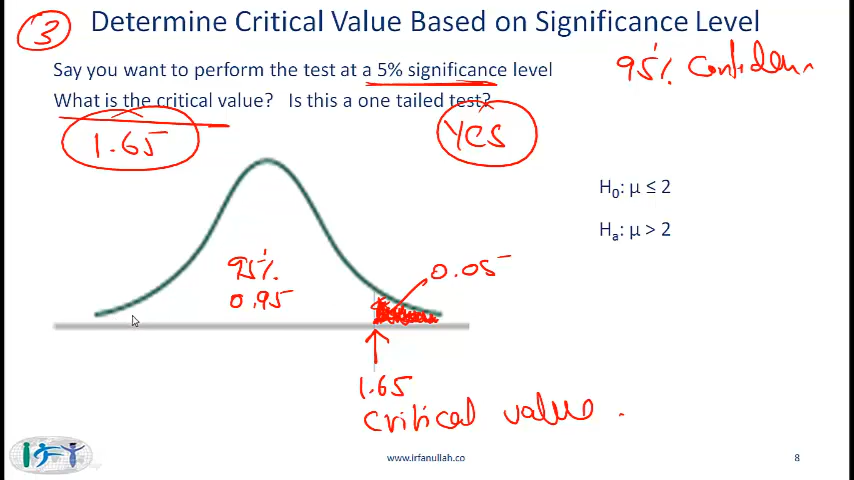 3
Determine Critical Value Based on Significance Level
Say you want to perform the test at a 5% significance level
95% Confidenc
What is the critical value? Is this a one tailed test?
1.65
YES
H₀: μ ≤ 2
Hₐ: μ > 2
95%
0.95
0.05
1.65
critical value.
IFT
www.irfanullah.co
8